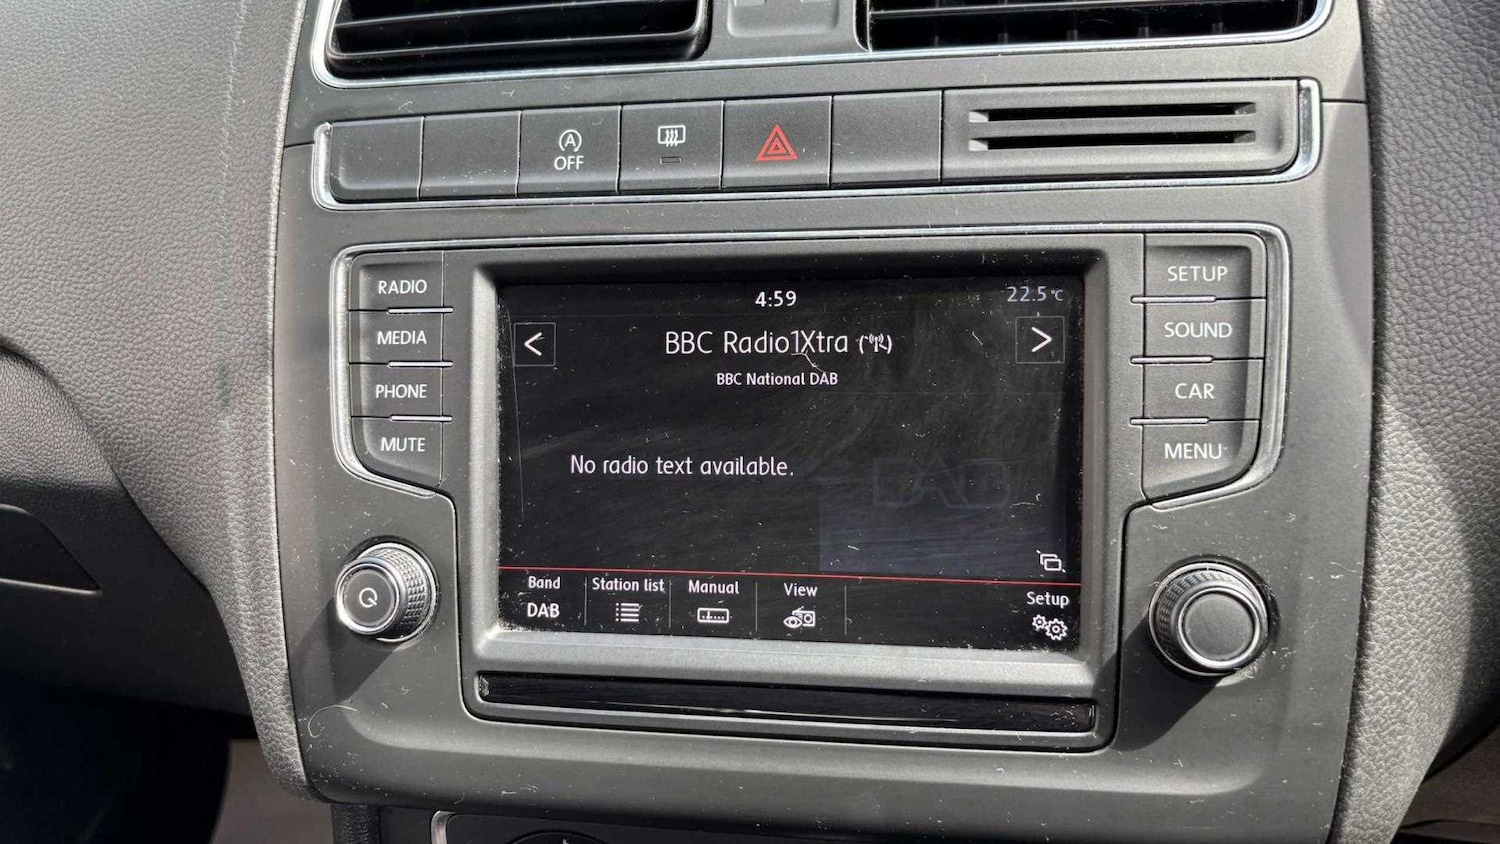 A
OFF
RADIO
MEDIA
PHONE
MUTE
4:59
22.5°C
<
BBC Radio1Xtra
>
BBC National DAB
No radio text available.
DAB
Band
DAB
Station list
Manual
View
Setup
SETUP
SOUND
CAR
MENU